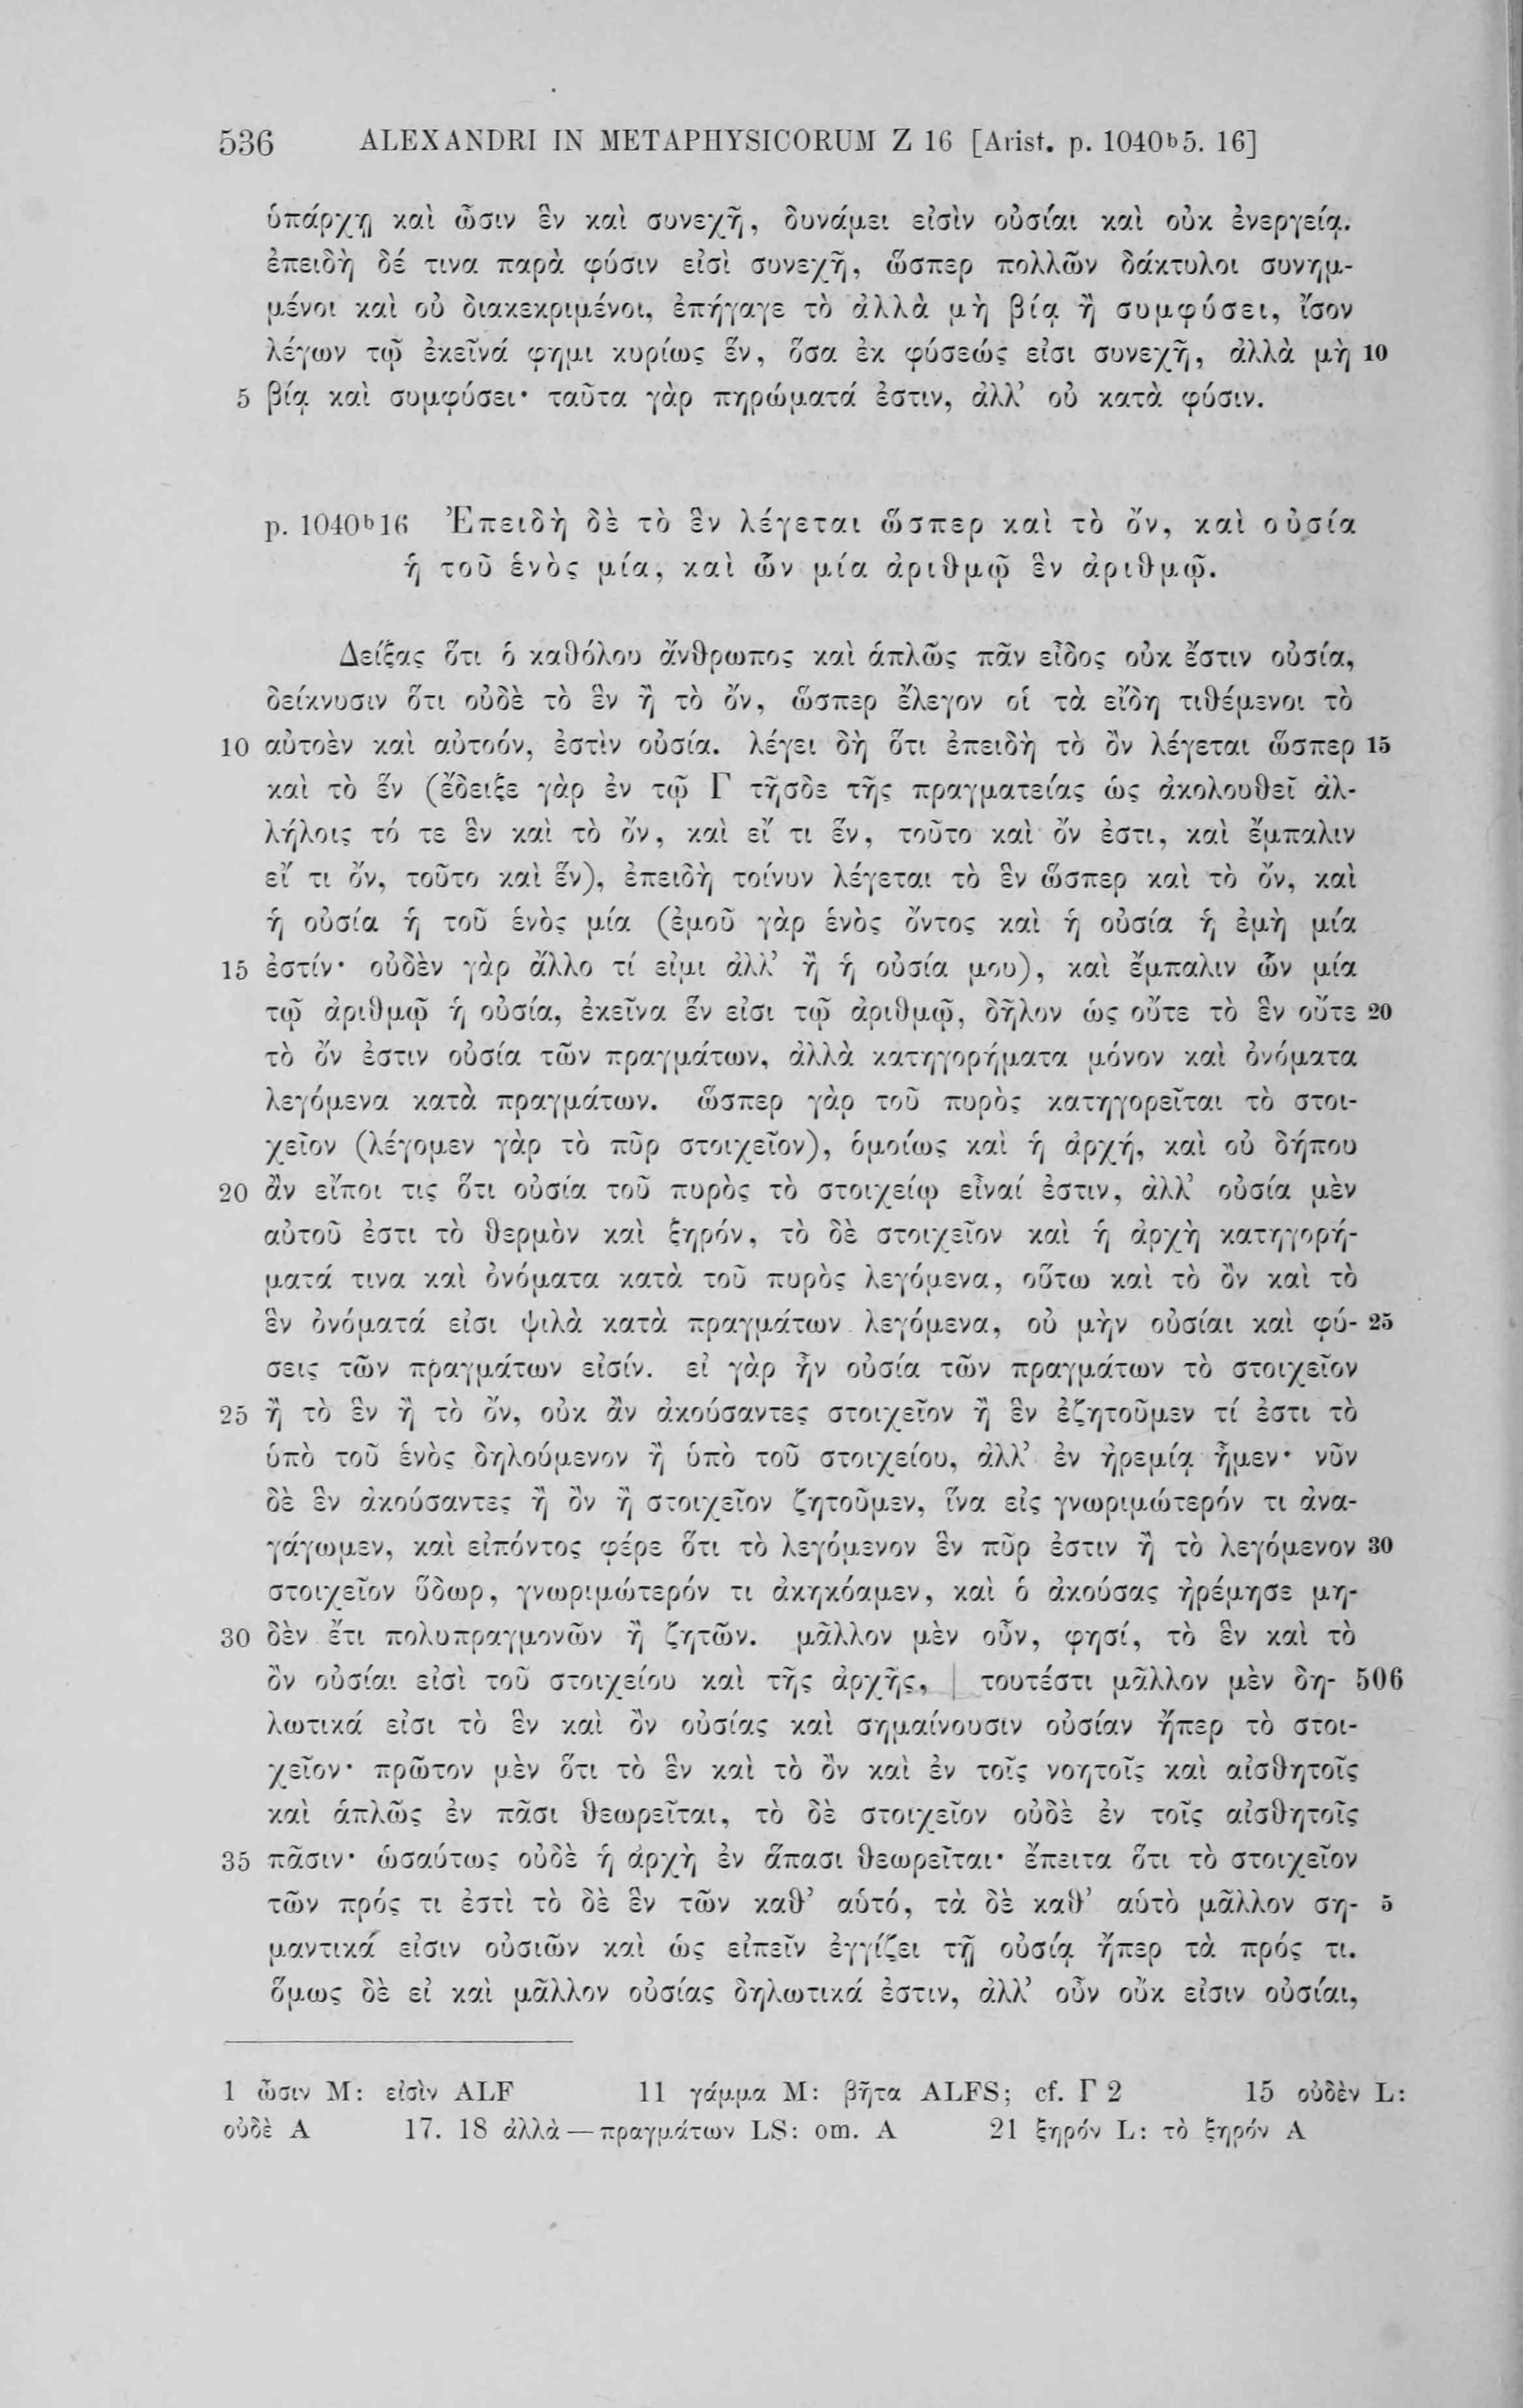 536 ALEXANDRI IN METAPHYSICORUM Z 16 [Arist. p. 1040b5. 16]
ὑπάρχῃ καὶ ὦσιν ἓν καὶ συνεχῆ, δυνάμει εἰσὶν οὐσίαι καὶ οὐκ ἐνεργείᾳ.
ἐπειδὴ δέ τινα παρὰ φύσιν εἰσὶ συνεχῆ, ὥσπερ πολλῶν δάκτυλοι συνημ-
μένοι καὶ οὐ διακεκριμένοι, ἐπήγαγε τὸ ἀλλὰ μὴ βίᾳ ἢ συμφύσει, ἴσον
λέγων τῷ ἐκεῖνά φημι κυρίως ἕν, ὅσα ἐκ φύσεώς εἰσι συνεχῆ, ἀλλὰ μὴ 10
5 βίᾳ καὶ συμφύσει· ταῦτα γὰρ πηρώματά ἐστιν, ἀλλ’ οὐ κατὰ φύσιν.
p. 1040b16 Ἐπειδὴ δὲ τὸ ἓν λέγεται ὥσπερ καὶ τὸ ὄν, καὶ οὐσία
ἡ τοῦ ἑνὸς μία, καὶ ὧν μία ἀριθμῷ ἓν ἀριθμῷ.
Δείξας ὅτι ὁ καθόλου ἄνθρωπος καὶ ἁπλῶς πᾶν εἶδος οὐκ ἔστιν οὐσία,
δείκνυσιν ὅτι οὐδὲ τὸ ἓν ἢ τὸ ὄν, ὥσπερ ἔλεγον οἱ τὰ εἴδη τιθέμενοι τὸ
10 αὐτοὲν καὶ αὐτοόν, ἐστὶν οὐσία. λέγει δὴ ὅτι ἐπειδὴ τὸ ὂν λέγεται ὥσπερ 15
καὶ τὸ ἕν (ἔδειξε γὰρ ἐν τῷ Γ τῆσδε τῆς πραγματείας ὡς ἀκολουθεῖ ἀλ-
λήλοις τό τε ἓν καὶ τὸ ὄν, καὶ εἴ τι ἕν, τοῦτο καὶ ὄν ἐστι, καὶ ἔμπαλιν
εἴ τι ὄν, τοῦτο καὶ ἕν), ἐπειδὴ τοίνυν λέγεται τὸ ἓν ὥσπερ καὶ τὸ ὄν, καὶ
ἡ οὐσία ἡ τοῦ ἑνὸς μία (ἐμοῦ γὰρ ἑνὸς ὄντος καὶ ἡ οὐσία ἡ ἐμὴ μία
15 ἐστίν· οὐδὲν γὰρ ἄλλο τί εἰμι ἀλλ’ ἢ ἡ οὐσία μου), καὶ ἔμπαλιν ὧν μία
τῷ ἀριθμῷ ἡ οὐσία, ἐκεῖνα ἕν εἰσι τῷ ἀριθμῷ, δῆλον ὡς οὔτε τὸ ἓν οὔτε 20
τὸ ὄν ἐστιν οὐσία τῶν πραγμάτων, ἀλλὰ κατηγορήματα μόνον καὶ ὀνόματα
λεγόμενα κατὰ πραγμάτων. ὥσπερ γὰρ τοῦ πυρὸς κατηγορεῖται τὸ στοι-
χεῖον (λέγομεν γὰρ τὸ πῦρ στοιχεῖον), ὁμοίως καὶ ἡ ἀρχή, καὶ οὐ δήπου
20 ἂν εἴποι τις ὅτι οὐσία τοῦ πυρὸς τὸ στοιχείῳ εἶναί ἐστιν, ἀλλ’ οὐσία μὲν
αὐτοῦ ἐστι τὸ θερμὸν καὶ ξηρόν, τὸ δὲ στοιχεῖον καὶ ἡ ἀρχὴ κατηγορή-
ματά τινα καὶ ὀνόματα κατὰ τοῦ πυρὸς λεγόμενα, οὕτω καὶ τὸ ὂν καὶ τὸ
ἓν ὀνόματά εἰσι ψιλὰ κατὰ πραγμάτων λεγόμενα, οὐ μὴν οὐσίαι καὶ φύ- 25
σεις τῶν πραγμάτων εἰσίν. εἰ γὰρ ἦν οὐσία τῶν πραγμάτων τὸ στοιχεῖον
25 ἢ τὸ ἓν ἢ τὸ ὄν, οὐκ ἂν ἀκούσαντες στοιχεῖον ἢ ἓν ἐζητοῦμεν τί ἐστι τὸ
ὑπὸ τοῦ ἑνὸς δηλούμενον ἢ ὑπὸ τοῦ στοιχείου, ἀλλ’ ἐν ἠρεμίᾳ ἦμεν· νῦν
δὲ ἓν ἀκούσαντες ἢ ὂν ἢ στοιχεῖον ζητοῦμεν, ἵνα εἰς γνωριμώτερόν τι ἀνα-
γάγωμεν, καὶ εἰπόντος φέρε ὅτι τὸ λεγόμενον ἓν πῦρ ἐστιν ἢ τὸ λεγόμενον 30
στοιχεῖον ὕδωρ, γνωριμώτερόν τι ἀκηκόαμεν, καὶ ὁ ἀκούσας ἠρέμησε μη-
30 δὲν ἔτι πολυπραγμονῶν ἢ ζητῶν. μᾶλλον μὲν οὖν, φησί, τὸ ἓν καὶ τὸ
ὂν οὐσίαι εἰσὶ τοῦ στοιχείου καὶ τῆς ἀρχῆς, | τουτέστι μᾶλλον μὲν δη- 506
λωτικά εἰσι τὸ ἓν καὶ ὂν οὐσίας καὶ σημαίνουσιν οὐσίαν ἤπερ τὸ στοι-
χεῖον· πρῶτον μὲν ὅτι τὸ ἓν καὶ τὸ ὂν καὶ ἐν τοῖς νοητοῖς καὶ αἰσθητοῖς
καὶ ἁπλῶς ἐν πᾶσι θεωρεῖται, τὸ δὲ στοιχεῖον οὐδὲ ἐν τοῖς αἰσθητοῖς
35 πᾶσιν· ὡσαύτως οὐδὲ ἡ ἀρχὴ ἐν ἅπασι θεωρεῖται· ἔπειτα ὅτι τὸ στοιχεῖον
τῶν πρός τι ἐστὶ τὸ δὲ ἓν τῶν καθ’ αὑτό, τὰ δὲ καθ’ αὑτὸ μᾶλλον ση- 5
μαντικά εἰσιν οὐσιῶν καὶ ὡς εἰπεῖν ἐγγίζει τῇ οὐσίᾳ ἤπερ τὰ πρός τι.
ὅμως δὲ εἰ καὶ μᾶλλον οὐσίας δηλωτικά ἐστιν, ἀλλ’ οὖν οὔκ εἰσιν οὐσίαι,
1 ὦσιν M: εἰσὶν ALF 11 γάμμα M: βῆτα ALFS; cf. Γ 2 15 οὐδὲν L:
οὐδὲ A 17. 18 ἀλλὰ — πραγμάτων LS: om. A 21 ξηρόν L: τὸ ξηρόν A